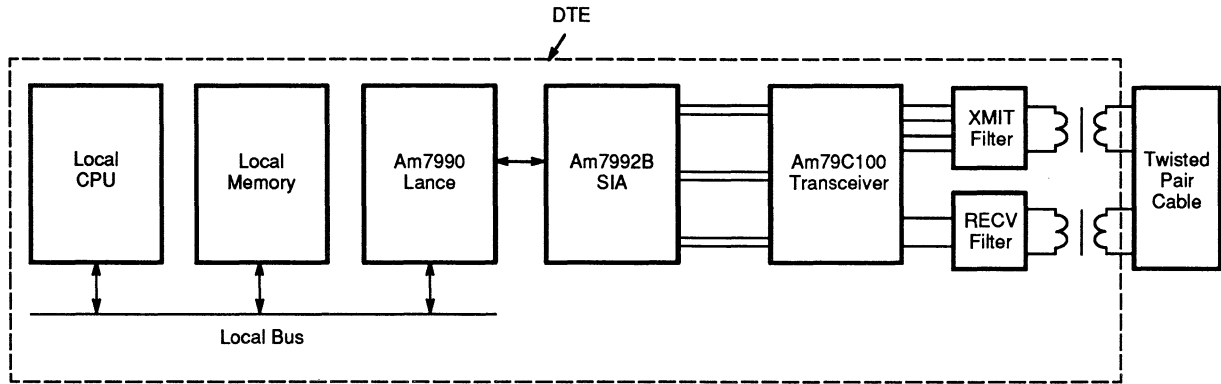 DTE
Local
CPU
Local
Memory
Am7990
Lance
Am7992B
SIA
Am79C100
Transceiver
XMIT
Filter
RECV
Filter
Twisted
Pair
Cable
Local Bus